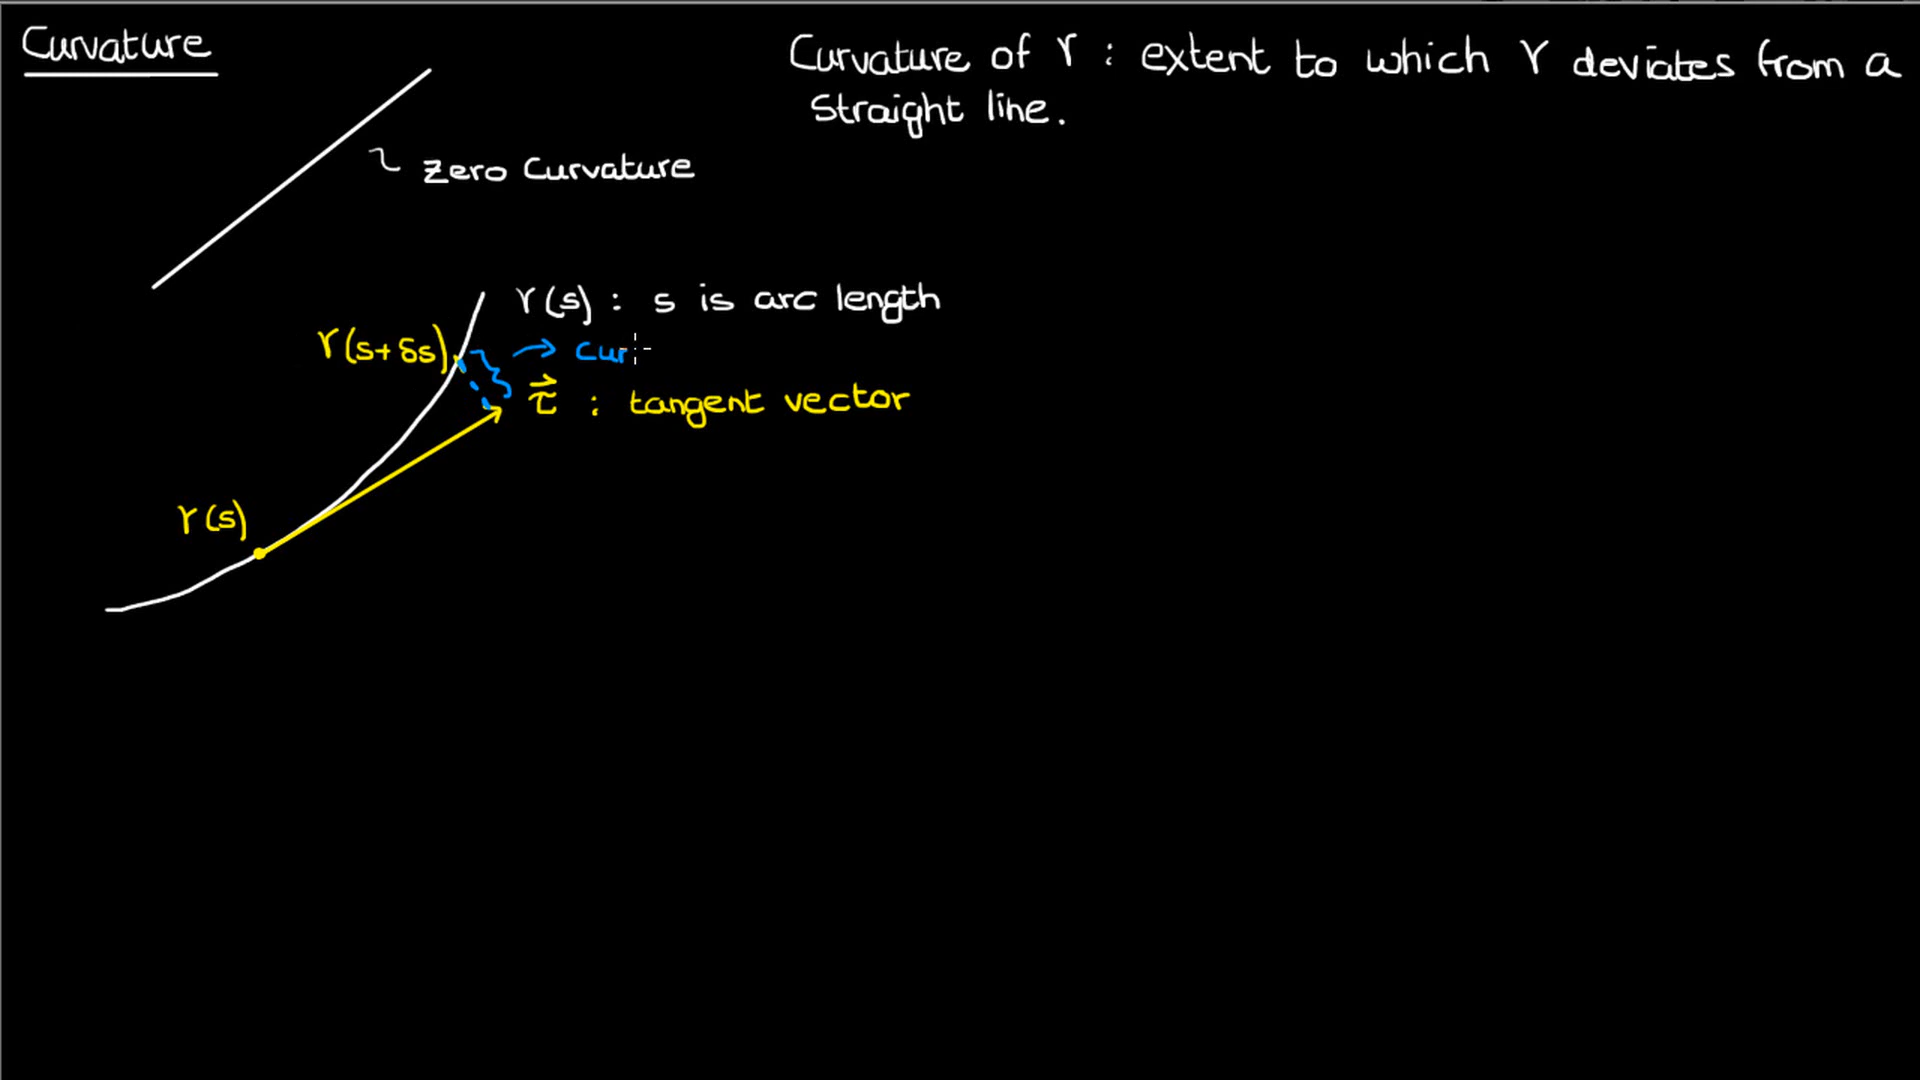 Curvature
Curvature of γ : extent to which γ deviates from a
straight line.
zero curvature
γ(s) : s is arc length
γ(s+δs)
→ cur
τ⃗ : tangent vector
γ(s)